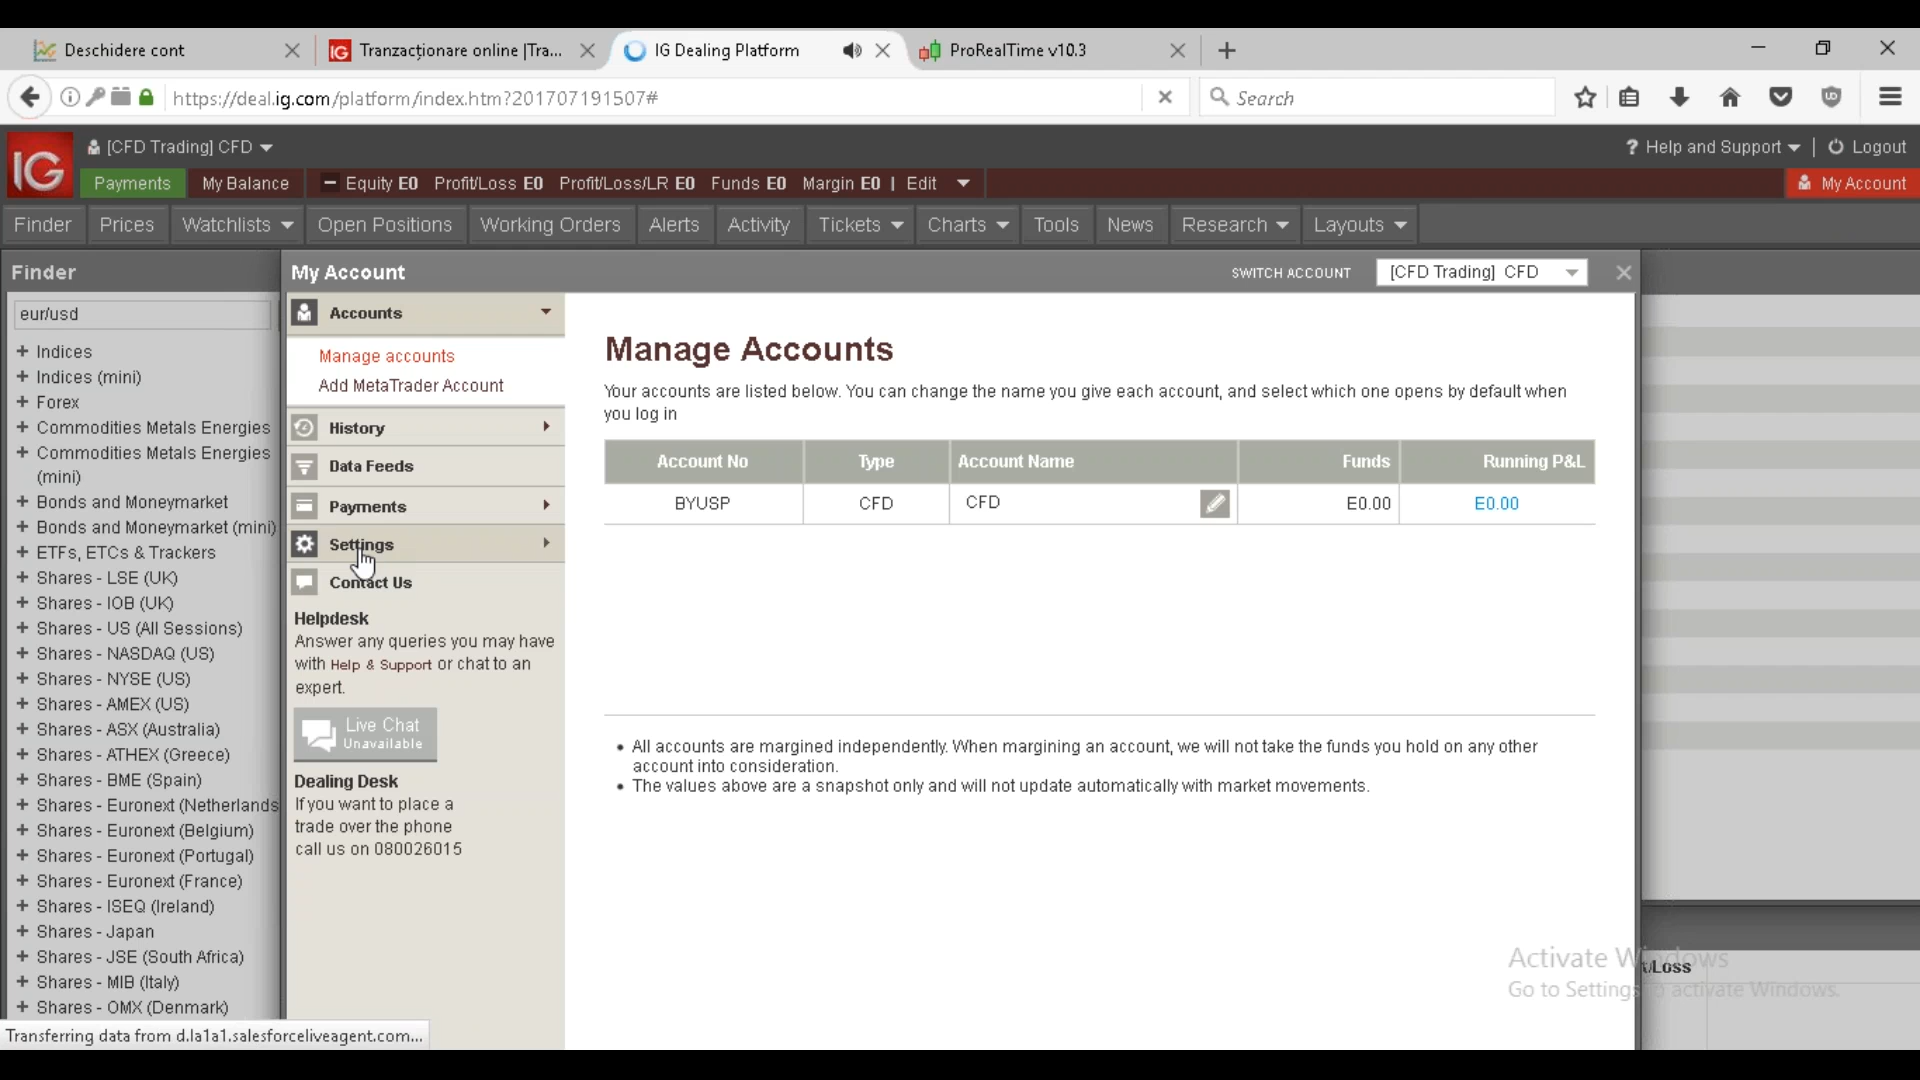 Deschidere cont
Tranzacționare online |Tra...
IG Dealing Platform
ProRealTime v10.3
https://deal.ig.com/platform/index.htm?201707191507#
Search
IG
[CFD Trading] CFD
? Help and Support
Logout
Payments
My Balance
Equity E0 Profit/Loss E0 Profit/Loss/LR E0 Funds E0 Margin E0 | Edit
My Account
Finder
Prices
Watchlists
Open Positions
Working Orders
Alerts
Activity
Tickets
Charts
Tools
News
Research
Layouts
Finder
eur/usd
+ Indices
+ Indices (mini)
+ Forex
+ Commodities Metals Energies
+ Commodities Metals Energies
(mini)
+ Bonds and Moneymarket
+ Bonds and Moneymarket (mini)
+ ETFs, ETCs & Trackers
+ Shares - LSE (UK)
+ Shares - IOB (UK)
+ Shares - US (All Sessions)
+ Shares - NASDAQ (US)
+ Shares - NYSE (US)
+ Shares - AMEX (US)
+ Shares - ASX (Australia)
+ Shares - ATHEX (Greece)
+ Shares - BME (Spain)
+ Shares - Euronext (Netherlands
+ Shares - Euronext (Belgium)
+ Shares - Euronext (Portugal)
+ Shares - Euronext (France)
+ Shares - ISEQ (Ireland)
+ Shares - Japan
+ Shares - JSE (South Africa)
+ Shares - MIB (Italy)
+ Shares - OMX (Denmark)
Transferring data from d.la1a1.salesforceliveagent.com...
My Account
SWITCH ACCOUNT
[CFD Trading] CFD
Accounts
Manage accounts
Add MetaTrader Account
History
Data Feeds
Payments
Settings
Contact Us
Helpdesk
Answer any queries you may have
with Help & Support or chat to an
expert.
Live Chat
Unavailable
Dealing Desk
If you want to place a
trade over the phone
call us on 080026015
Manage Accounts
Your accounts are listed below. You can change the name you give each account, and select which one opens by default when
you log in
Account No Type Account Name Funds Running P&L
BYUSP CFD CFD E0.00 E0.00
• All accounts are margined independently. When margining an account, we will not take the funds you hold on any other
account into consideration.
• The values above are a snapshot only and will not update automatically with market movements.
Activate Windows
Go to Settings to activate Windows.
t/Loss